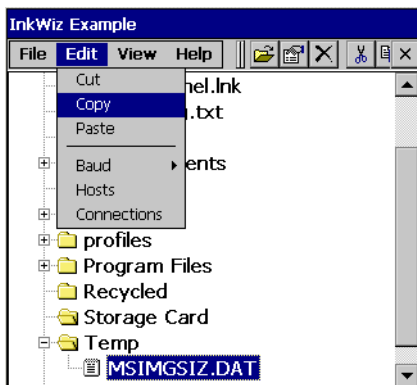 InkWiz Example
File Edit View Help
Cut
Copy
Paste
Baud
Hosts
Connections
nel.lnk
.txt
ents
profiles
Program Files
Recycled
Storage Card
Temp
MSIMGSIZ.DAT